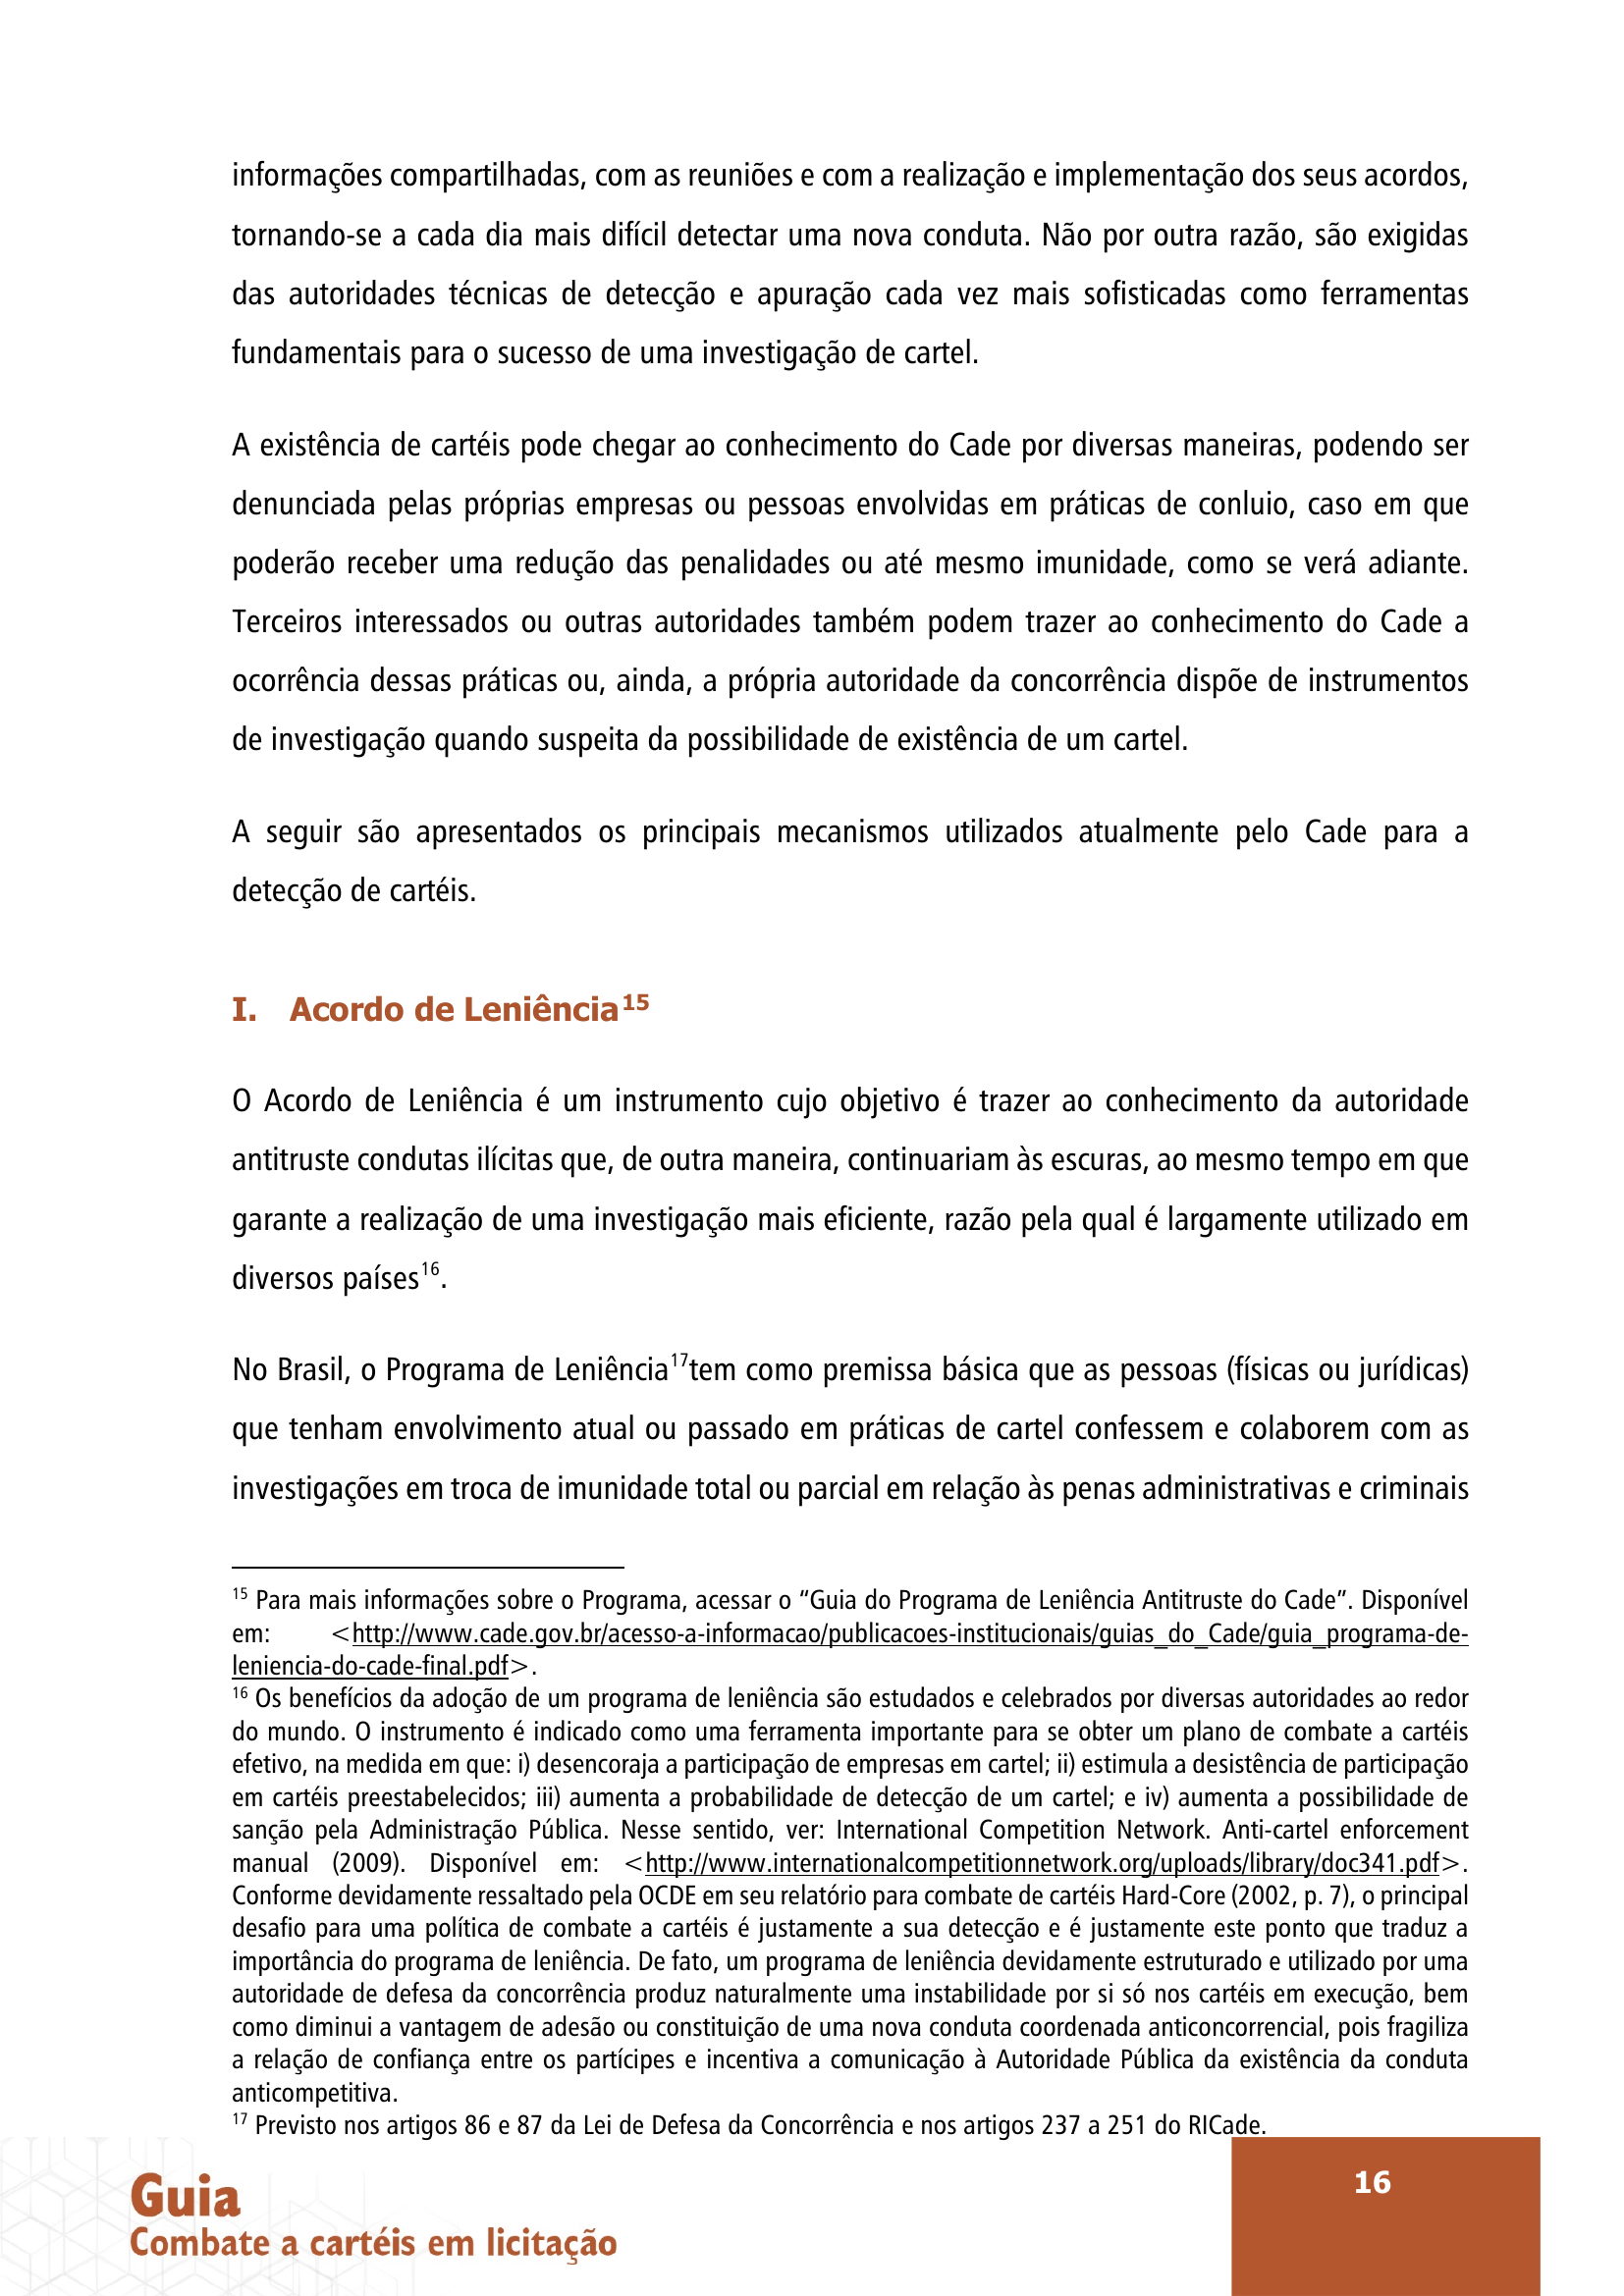 informações compartilhadas, com as reuniões e com a realização e implementação dos seus acordos,
tornando-se a cada dia mais difícil detectar uma nova conduta. Não por outra razão, são exigidas
das autoridades técnicas de detecção e apuração cada vez mais sofisticadas como ferramentas
fundamentais para o sucesso de uma investigação de cartel.
A existência de cartéis pode chegar ao conhecimento do Cade por diversas maneiras, podendo ser
denunciada pelas próprias empresas ou pessoas envolvidas em práticas de conluio, caso em que
poderão receber uma redução das penalidades ou até mesmo imunidade, como se verá adiante.
Terceiros interessados ou outras autoridades também podem trazer ao conhecimento do Cade a
ocorrência dessas práticas ou, ainda, a própria autoridade da concorrência dispõe de instrumentos
de investigação quando suspeita da possibilidade de existência de um cartel.
A seguir são apresentados os principais mecanismos utilizados atualmente pelo Cade para a
detecção de cartéis.
I. Acordo de Leniência15
O Acordo de Leniência é um instrumento cujo objetivo é trazer ao conhecimento da autoridade
antitruste condutas ilícitas que, de outra maneira, continuariam às escuras, ao mesmo tempo em que
garante a realização de uma investigação mais eficiente, razão pela qual é largamente utilizado em
diversos países16.
No Brasil, o Programa de Leniência17tem como premissa básica que as pessoas (físicas ou jurídicas)
que tenham envolvimento atual ou passado em práticas de cartel confessem e colaborem com as
investigações em troca de imunidade total ou parcial em relação às penas administrativas e criminais
15 Para mais informações sobre o Programa, acessar o “Guia do Programa de Leniência Antitruste do Cade”. Disponível
em: <http://www.cade.gov.br/acesso-a-informacao/publicacoes-institucionais/guias_do_Cade/guia_programa-de-
leniencia-do-cade-final.pdf>.
16 Os benefícios da adoção de um programa de leniência são estudados e celebrados por diversas autoridades ao redor
do mundo. O instrumento é indicado como uma ferramenta importante para se obter um plano de combate a cartéis
efetivo, na medida em que: i) desencoraja a participação de empresas em cartel; ii) estimula a desistência de participação
em cartéis preestabelecidos; iii) aumenta a probabilidade de detecção de um cartel; e iv) aumenta a possibilidade de
sanção pela Administração Pública. Nesse sentido, ver: International Competition Network. Anti-cartel enforcement
manual (2009). Disponível em: <http://www.internationalcompetitionnetwork.org/uploads/library/doc341.pdf>.
Conforme devidamente ressaltado pela OCDE em seu relatório para combate de cartéis Hard-Core (2002, p. 7), o principal
desafio para uma política de combate a cartéis é justamente a sua detecção e é justamente este ponto que traduz a
importância do programa de leniência. De fato, um programa de leniência devidamente estruturado e utilizado por uma
autoridade de defesa da concorrência produz naturalmente uma instabilidade por si só nos cartéis em execução, bem
como diminui a vantagem de adesão ou constituição de uma nova conduta coordenada anticoncorrencial, pois fragiliza
a relação de confiança entre os partícipes e incentiva a comunicação à Autoridade Pública da existência da conduta
anticompetitiva.
17 Previsto nos artigos 86 e 87 da Lei de Defesa da Concorrência e nos artigos 237 a 251 do RICade.
Guia
Combate a cartéis em licitação
16